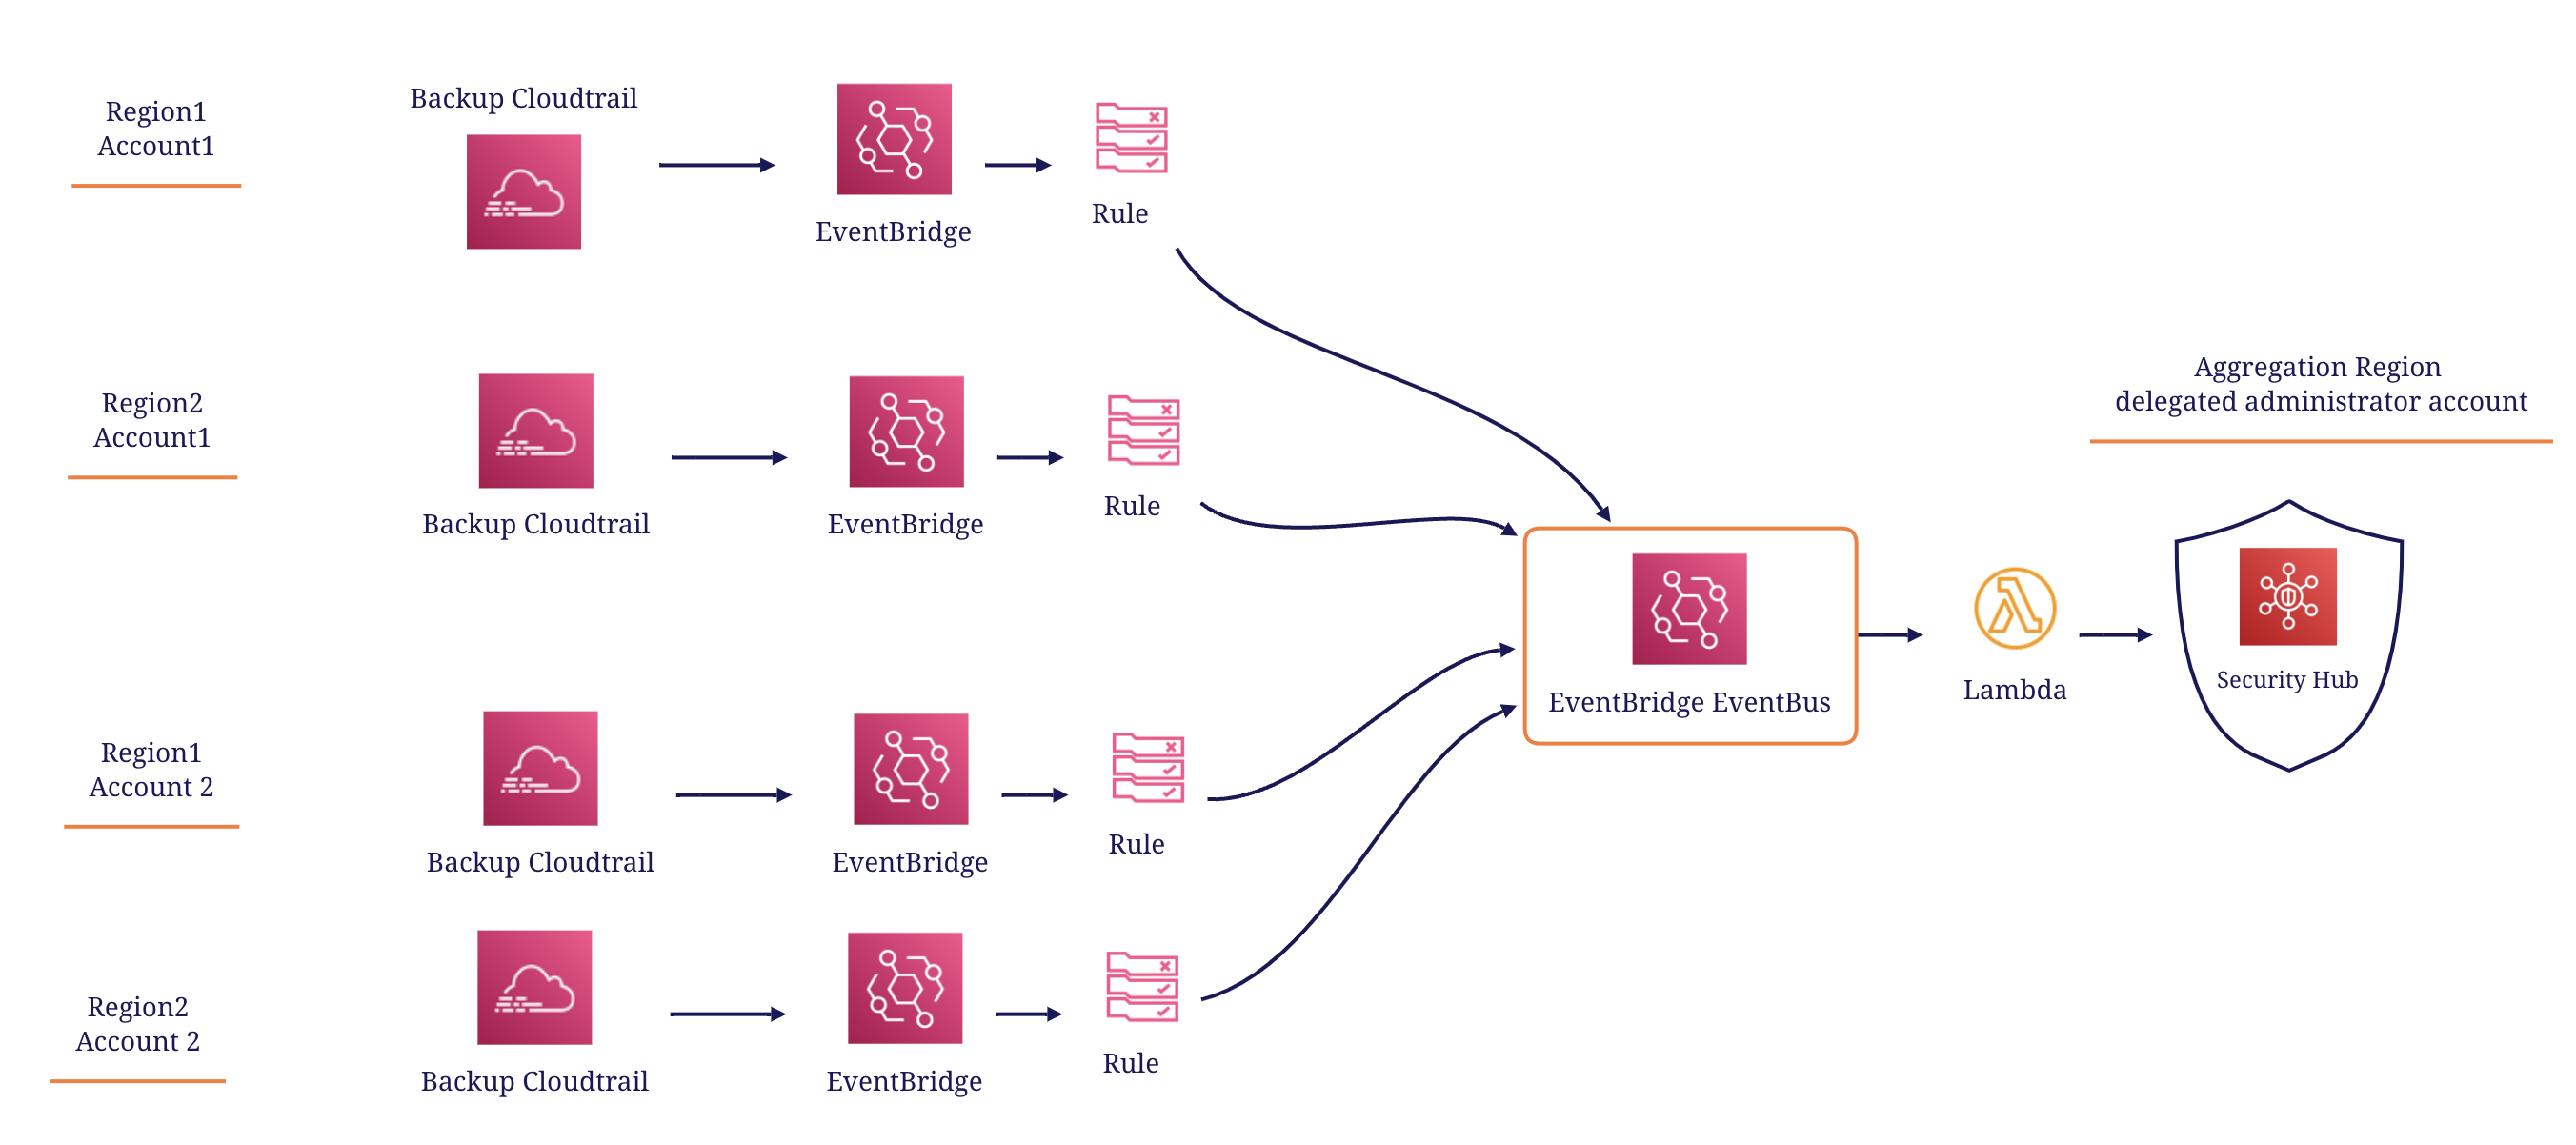 Region1
Account1
Backup Cloudtrail
EventBridge
Rule
Region2
Account1
Backup Cloudtrail
EventBridge
Rule
Region1
Account 2
Backup Cloudtrail
EventBridge
Rule
Region2
Account 2
Backup Cloudtrail
EventBridge
Rule
EventBridge EventBus
Lambda
Aggregation Region
delegated administrator account
Security Hub